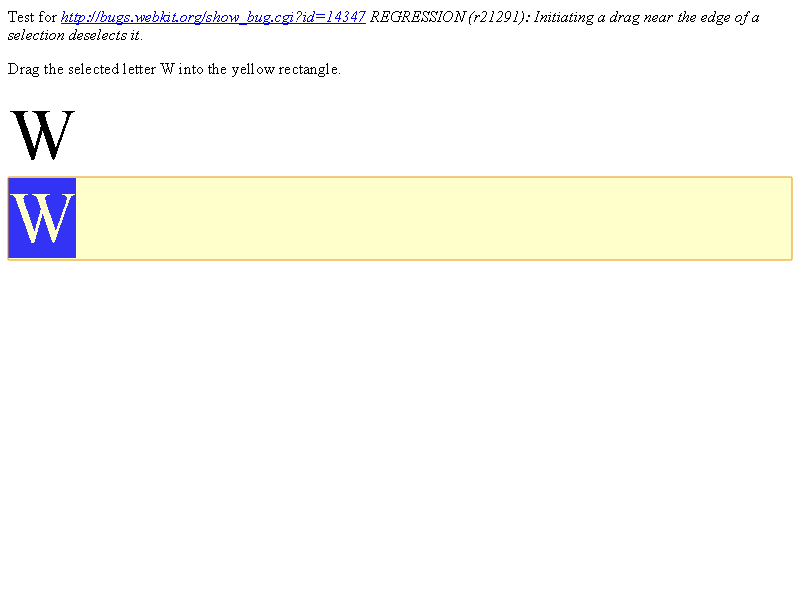 Test for http://bugs.webkit.org/show_bug.cgi?id=14347 REGRESSION (r21291): Initiating a drag near the edge of a
selection deselects it.
Drag the selected letter W into the yellow rectangle.
W
W